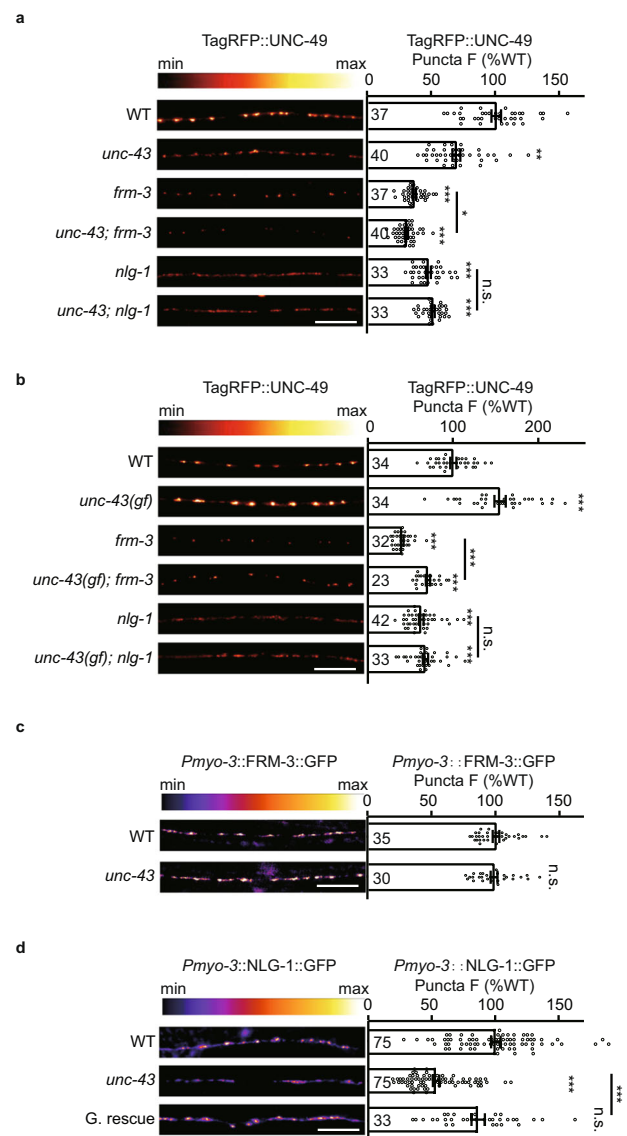 a
TagRFP::UNC-49 TagRFP::UNC-49
Puncta F (%WT)
min max 0 50 100 150
WT 37
unc-43 40 **
frm-3 37 ***
*
unc-43; frm-3 40 ***
nlg-1 33 ***
n.s.
unc-43; nlg-1 33 ***
b
TagRFP::UNC-49 TagRFP::UNC-49
Puncta F (%WT)
min max 0 100 200
WT 34
unc-43(gf) 34 ***
frm-3 32 ***
***
unc-43(gf); frm-3 23 ***
nlg-1 42 ***
n.s.
unc-43(gf); nlg-1 33 ***
c
Pmyo-3::FRM-3::GFP Pmyo-3::FRM-3::GFP
Puncta F (%WT)
min max 0 50 100 150
WT 35
unc-43 30 n.s.
d
Pmyo-3::NLG-1::GFP Pmyo-3::NLG-1::GFP
Puncta F (%WT)
min max 0 50 100 150
WT 75
unc-43 75 ***
***
G. rescue 33 n.s.